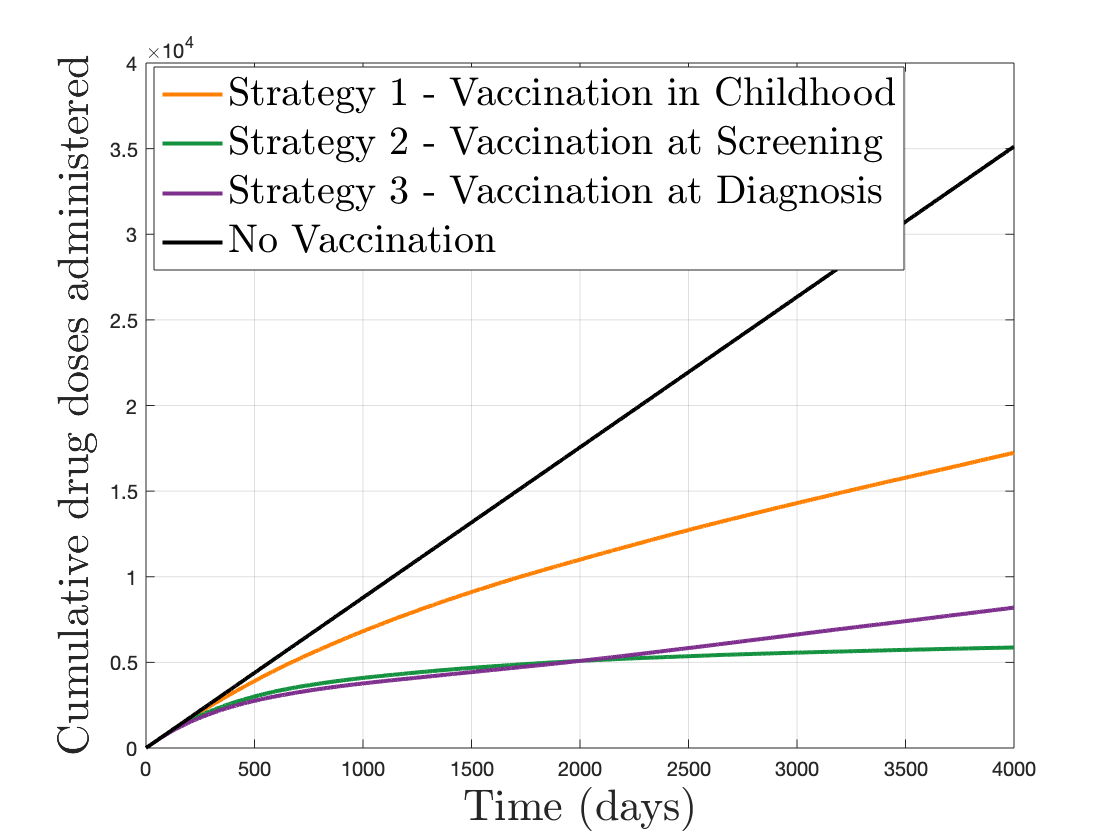 ×10⁴
Cumulative drug doses administered
4
3.5
3
2.5
2
1.5
1
0.5
0
Strategy 1 - Vaccination in Childhood
Strategy 2 - Vaccination at Screening
Strategy 3 - Vaccination at Diagnosis
No Vaccination
0 500 1000 1500 2000 2500 3000 3500 4000
Time (days)